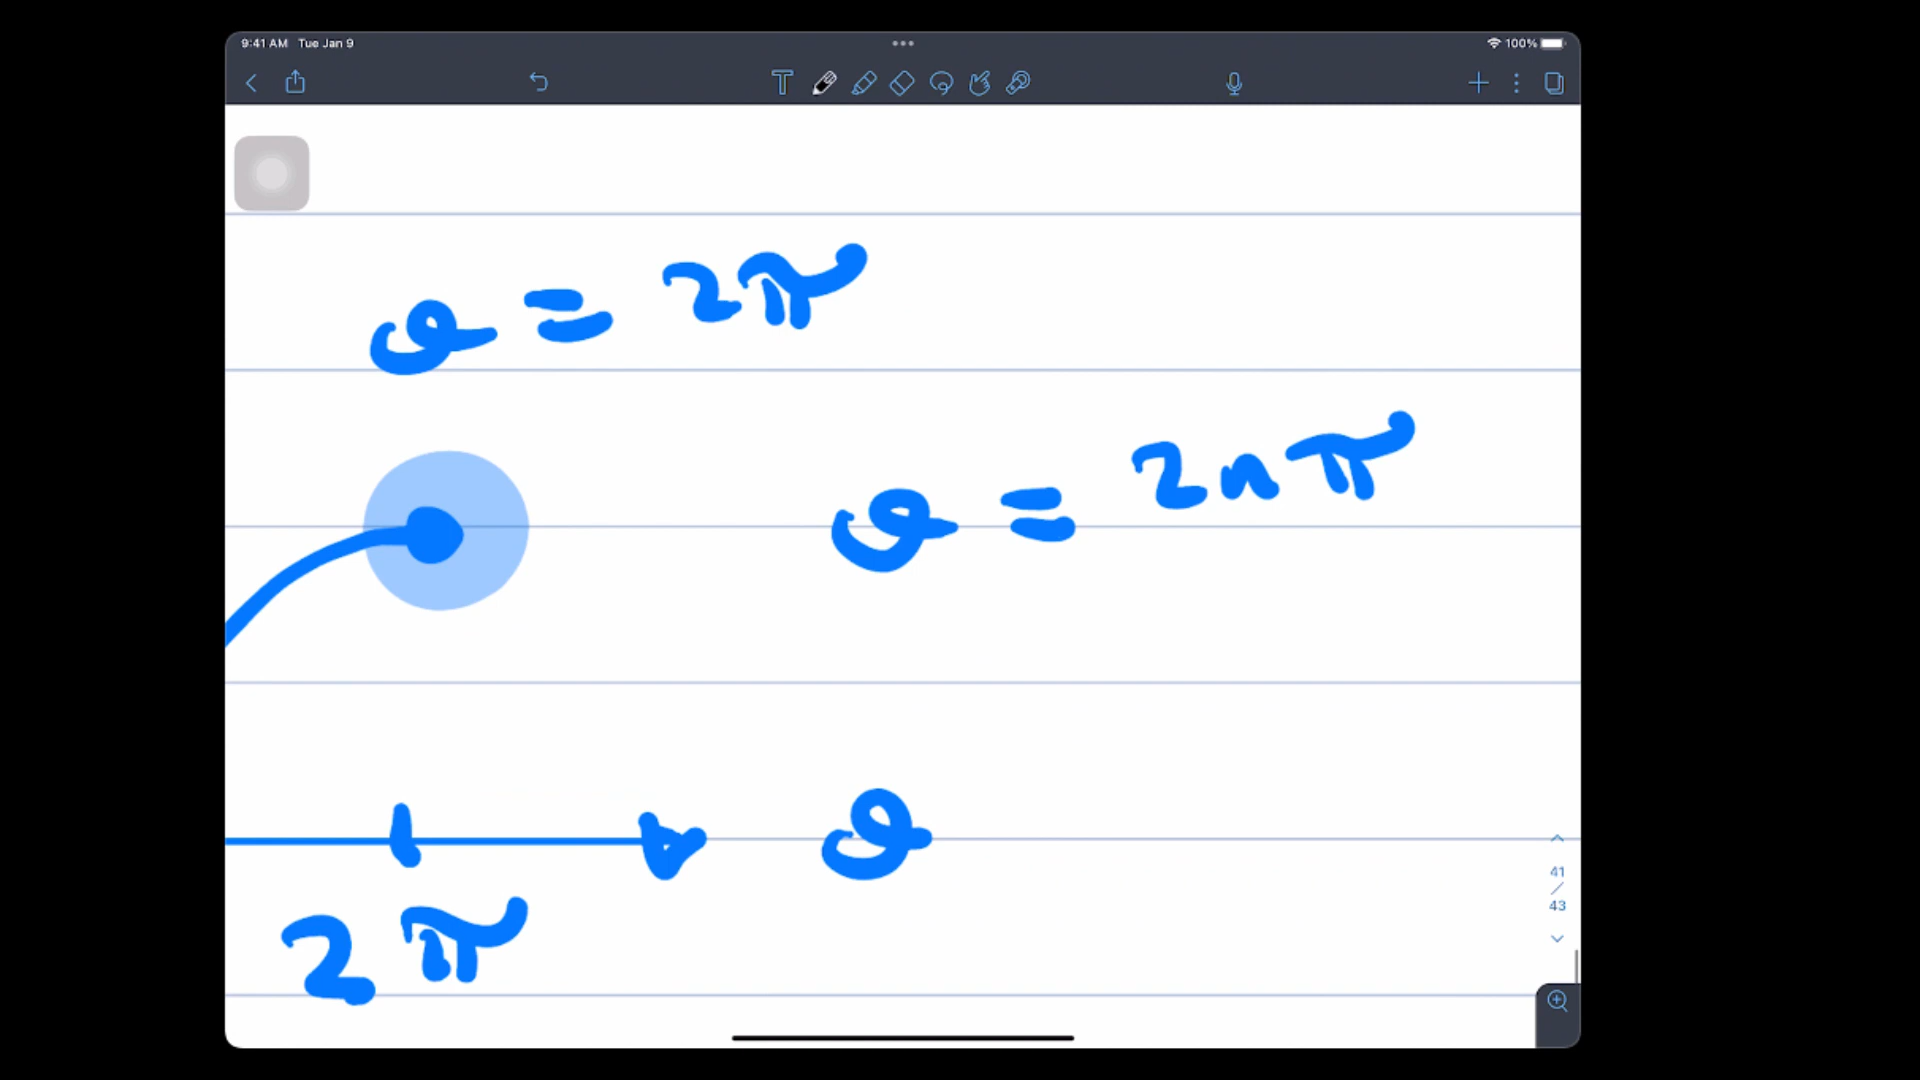 9:41 AM Tue Jan 9
100%
T
θ = 2π
θ = 2nπ
θ
2π
41
/
43